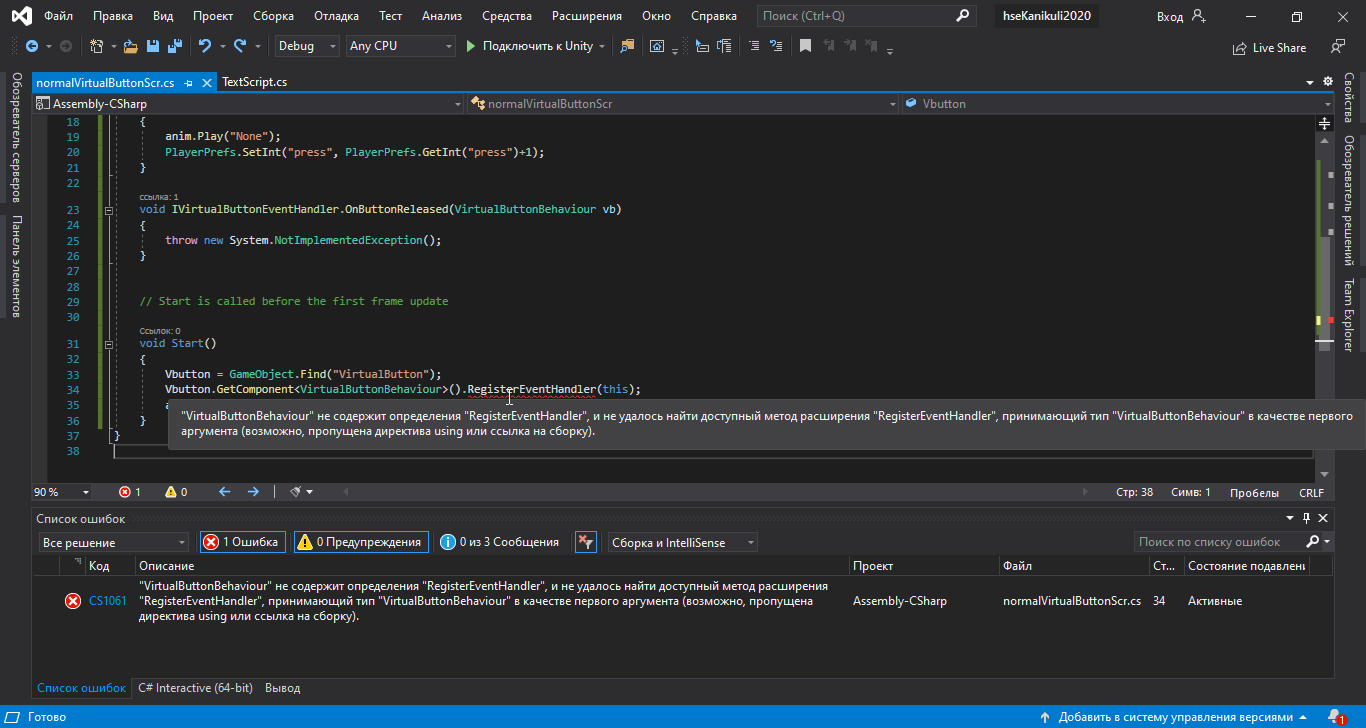 Файл Правка Вид Проект Сборка Отладка Тест Анализ Средства Расширения Окно Справка Поиск (Ctrl+Q) hseKanikuli2020 Вход
Debug Any CPU Подключить к Unity Live Share
normalVirtualButtonScr.cs TextScript.cs
Assembly-CSharp normalVirtualButtonScr Vbutton
Обозреватель серверов
Панель элементов
18 {
19 anim.Play("None");
20 PlayerPrefs.SetInt("press", PlayerPrefs.GetInt("press")+1);
21 }
22
ссылка: 1
23 void IVirtualButtonEventHandler.OnButtonReleased(VirtualButtonBehaviour vb)
24 {
25 throw new System.NotImplementedException();
26 }
27
28
29 // Start is called before the first frame update
30
Ссылок: 0
31 void Start()
32 {
33 Vbutton = GameObject.Find("VirtualButton");
34 Vbutton.GetComponent<VirtualButtonBehaviour>().RegisterEventHandler(this);
35
36 }
37 }
38
"VirtualButtonBehaviour" не содержит определения "RegisterEventHandler", и не удалось найти доступный метод расширения "RegisterEventHandler", принимающий тип "VirtualButtonBehaviour" в качестве первого
аргумента (возможно, пропущена директива using или ссылка на сборку).
Свойства
Обозреватель решений
Team Explorer
90 % 1 0 Стр: 38 Симв: 1 Пробелы CRLF
Список ошибок
Все решение 1 Ошибка 0 Предупреждения 0 из 3 Сообщения Сборка и IntelliSense Поиск по списку ошибок
Код Описание Проект Файл Ст... Состояние подавлени
"VirtualButtonBehaviour" не содержит определения "RegisterEventHandler", и не удалось найти доступный метод расширения
CS1061 "RegisterEventHandler", принимающий тип "VirtualButtonBehaviour" в качестве первого аргумента (возможно, пропущена Assembly-CSharp normalVirtualButtonScr.cs 34 Активные
директива using или ссылка на сборку).
Список ошибок C# Interactive (64-bit) Вывод
Готово Добавить в систему управления версиями 1